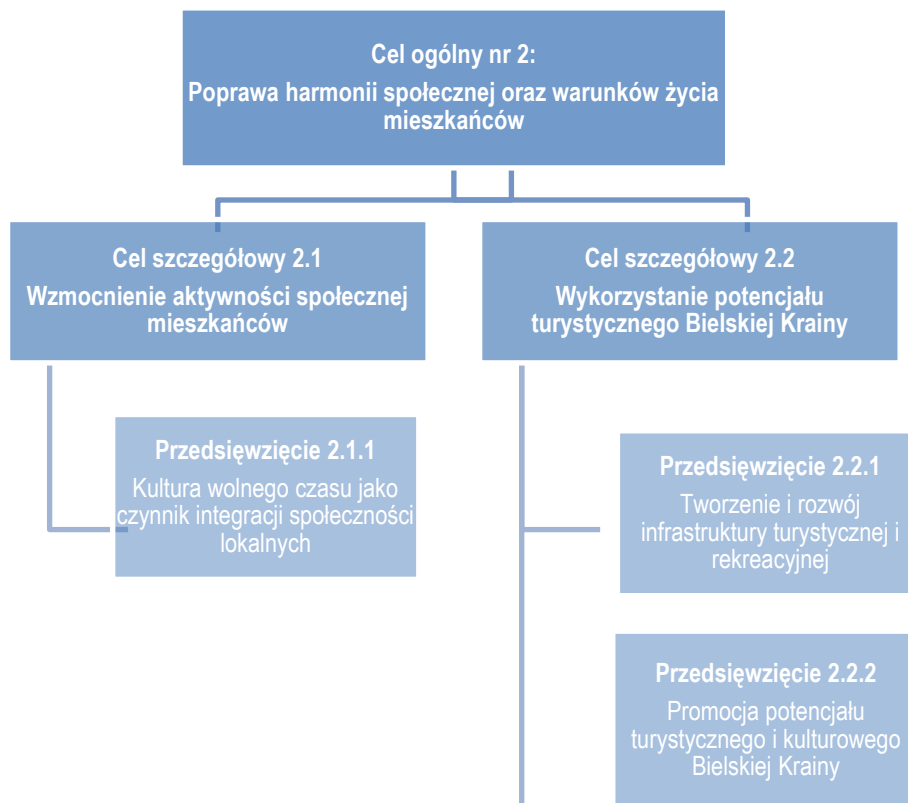 Cel ogólny nr 2:
Poprawa harmonii społecznej oraz warunków życia
mieszkańców
Cel szczegółowy 2.1
Wzmocnienie aktywności społecznej
mieszkańców
Przedsięwzięcie 2.1.1
Kultura wolnego czasu jako
czynnik integracji społeczności
lokalnych
Cel szczegółowy 2.2
Wykorzystanie potencjału
turystycznego Bielskiej Krainy
Przedsięwzięcie 2.2.1
Tworzenie i rozwój
infrastruktury turystycznej i
rekreacyjnej
Przedsięwzięcie 2.2.2
Promocja potencjału
turystycznego i kulturowego
Bielskiej Krainy